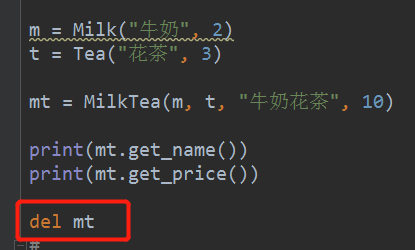 m = Milk("牛奶", 2)
t = Tea("花茶", 3)
mt = MilkTea(m, t, "牛奶花茶", 10)
print(mt.get_name())
print(mt.get_price())
del mt
#